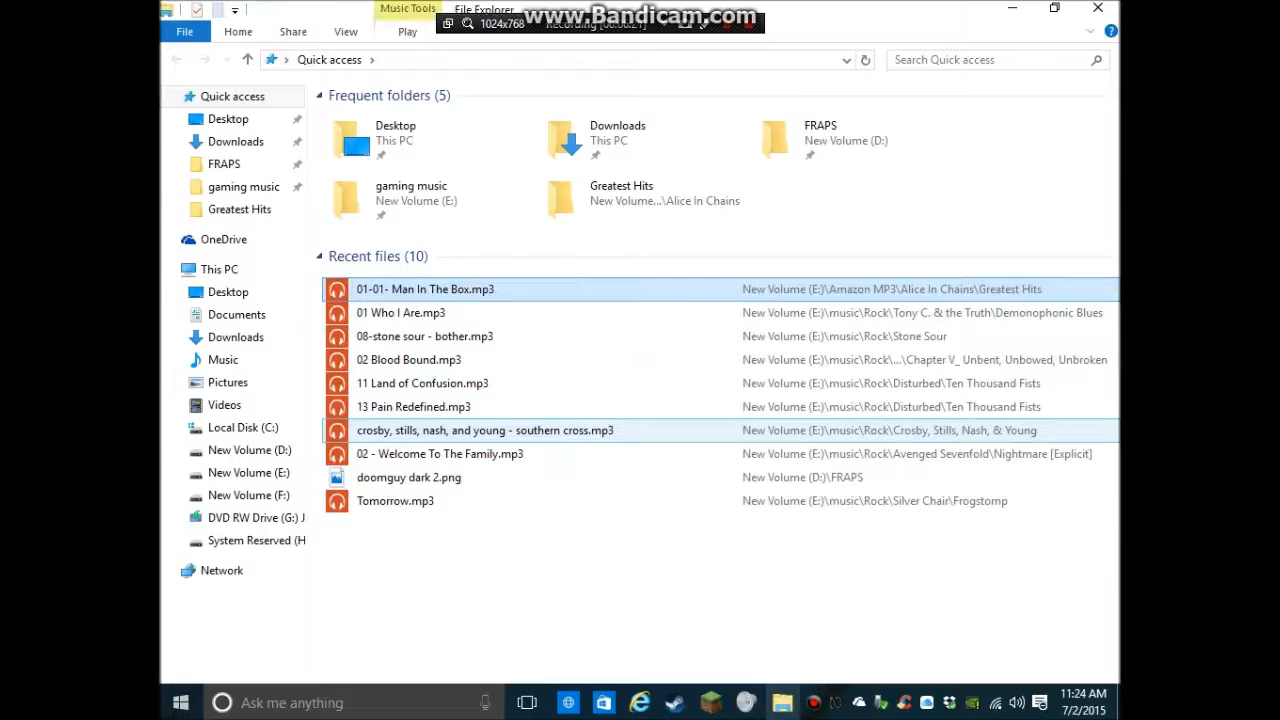 Music Tools
File Explorer
www.Bandicam.com
1024x768
File Home Share View Play
Quick access
Search Quick access
Quick access
Desktop
Downloads
FRAPS
gaming music
Greatest Hits
OneDrive
This PC
Desktop
Documents
Downloads
Music
Pictures
Videos
Local Disk (C:)
New Volume (D:)
New Volume (E:)
New Volume (F:)
DVD RW Drive (G:) J
System Reserved (H
Network
Frequent folders (5)
Desktop
This PC
Downloads
This PC
FRAPS
New Volume (D:)
gaming music
New Volume (E:)
Greatest Hits
New Volume...\Alice In Chains
Recent files (10)
01-01- Man In The Box.mp3 New Volume (E:)\Amazon MP3\Alice In Chains\Greatest Hits
01 Who I Are.mp3 New Volume (E:)\music\Rock\Tony C. & the Truth\Demonophonic Blues
08-stone sour - bother.mp3 New Volume (E:)\music\Rock\Stone Sour
02 Blood Bound.mp3 New Volume (E:)\music\Rock\...\Chapter V_ Unbent, Unbowed, Unbroken
11 Land of Confusion.mp3 New Volume (E:)\music\Rock\Disturbed\Ten Thousand Fists
13 Pain Redefined.mp3 New Volume (E:)\music\Rock\Disturbed\Ten Thousand Fists
crosby, stills, nash, and young - southern cross.mp3 New Volume (E:)\music\Rock\Crosby, Stills, Nash, & Young
02 - Welcome To The Family.mp3 New Volume (E:)\music\Rock\Avenged Sevenfold\Nightmare [Explicit]
doomguy dark 2.png New Volume (D:)\FRAPS
Tomorrow.mp3 New Volume (E:)\music\Rock\Silver Chair\Frogstomp
Ask me anything
11:24 AM
7/2/2015